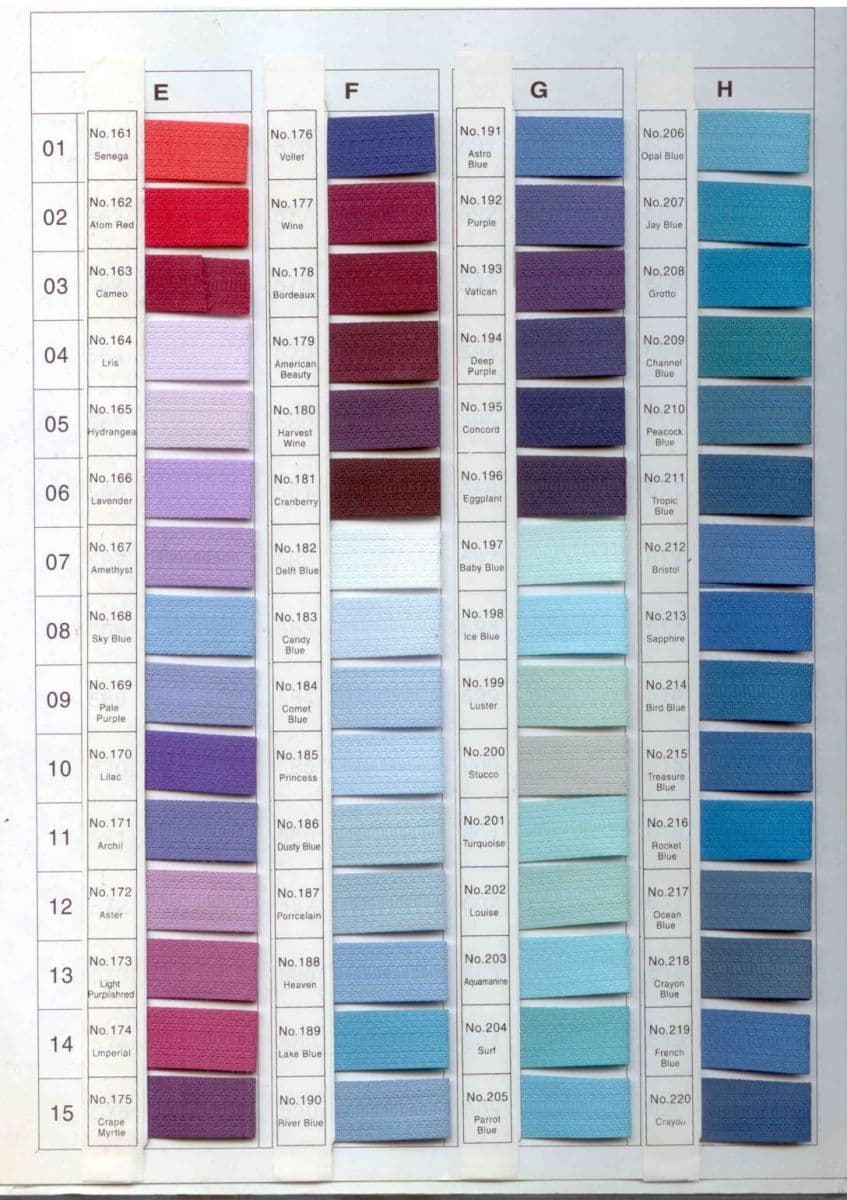 E F G H
01
No.161
Senega
No.176
Voilet
No.191
Astro
Blue
No.206
Opal Blue
02
No.162
Atom Red
No.177
Wine
No.192
Purple
No.207
Jay Blue
03
No.163
Cameo
No.178
Bordeaux
No.193
Vatican
No.208
Grotto
04
No.164
Lris
No.179
American
Beauty
No.194
Deep
Purple
No.209
Channel
Blue
05
No.165
Hydrangea
No.180
Harvest
Wine
No.195
Concord
No.210
Peacock
Blue
06
No.166
Lavender
No.181
Cranberry
No.196
Eggplant
No.211
Tropic
Blue
07
No.167
Amethyst
No.182
Delft Blue
No.197
Baby Blue
No.212
Bristol
08
No.168
Sky Blue
No.183
Candy
Blue
No.198
Ice Blue
No.213
Sapphire
09
No.169
Pale
Purple
No.184
Comet
Blue
No.199
Luster
No.214
Bird Blue
10
No.170
Lilac
No.185
Princess
No.200
Stucco
No.215
Treasure
Blue
11
No.171
Archil
No.186
Dusty Blue
No.201
Turquoise
No.216
Rocket
Blue
12
No.172
Aster
No.187
Porrcelain
No.202
Louise
No.217
Ocean
Blue
13
No.173
Light
Purplishred
No.188
Heaven
No.203
Aquamanine
No.218
Crayon
Blue
14
No.174
Lmperial
No.189
Lake Blue
No.204
Surf
No.219
French
Blue
15
No.175
Crape
Myrtle
No.190
River Blue
No.205
Parrot
Blue
No.220
Crayon